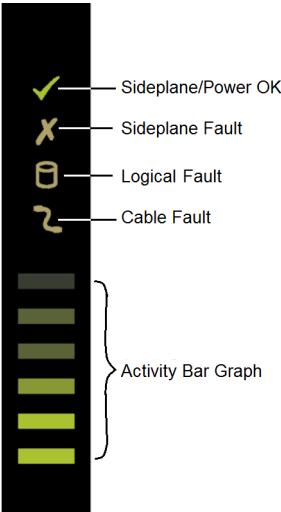 Sideplane/Power OK
Sideplane Fault
Logical Fault
Cable Fault
Activity Bar Graph